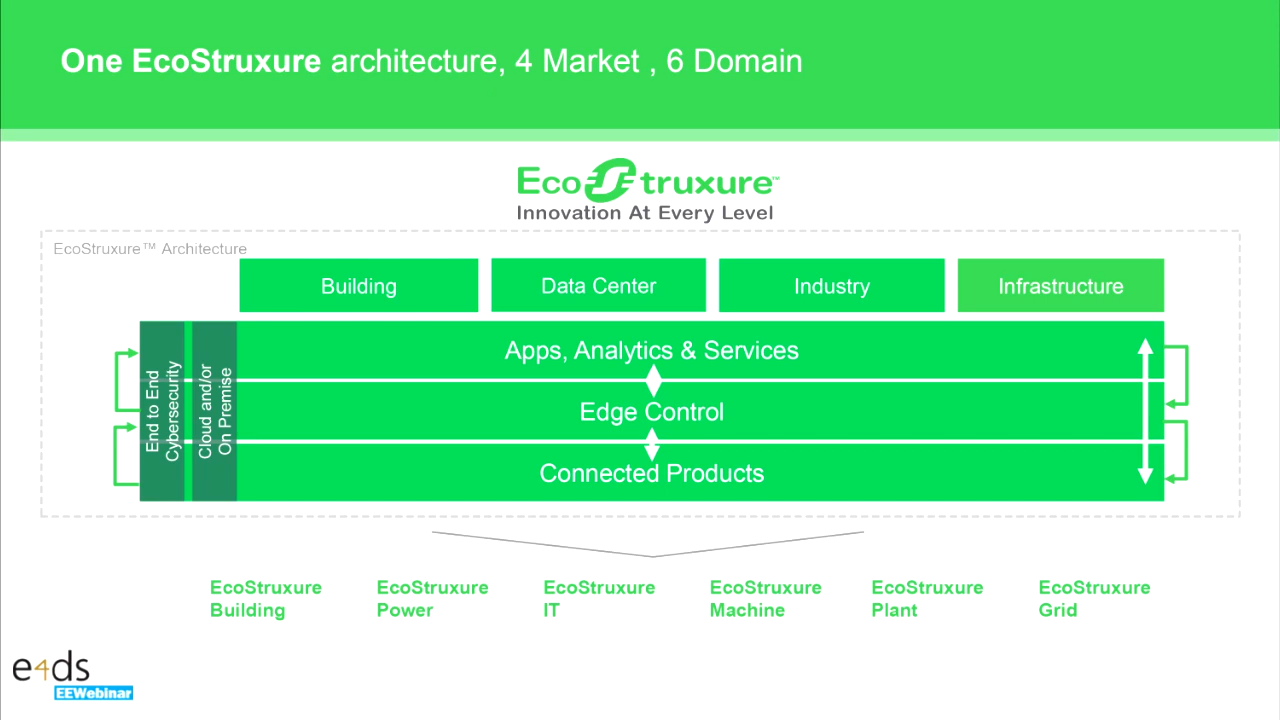 One EcoStruxure architecture, 4 Market , 6 Domain
EcoStruxure™
Innovation At Every Level
EcoStruxure™ Architecture
Building
Data Center
Industry
Infrastructure
End to End
Cybersecurity
Cloud and/or
On Premise
Apps, Analytics & Services
Edge Control
Connected Products
EcoStruxure
Building
EcoStruxure
Power
EcoStruxure
IT
EcoStruxure
Machine
EcoStruxure
Plant
EcoStruxure
Grid
e4ds
EEWebinar